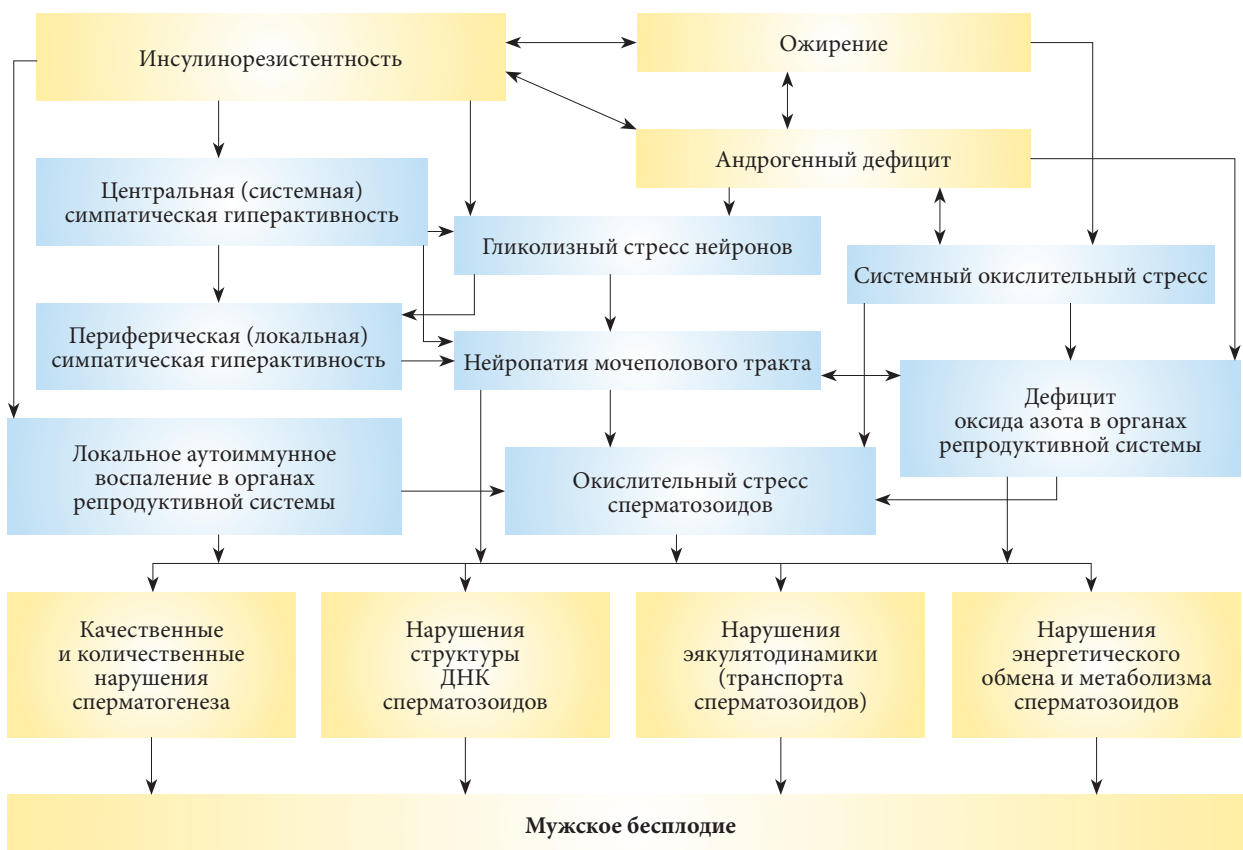 Инсулинорезистентность
Ожирение
Андрогенный дефицит
Центральная (системная)
симпатическая гиперактивность
Гликолизный стресс нейронов
Системный окислительный стресс
Периферическая (локальная)
симпатическая гиперактивность
Нейропатия мочеполового тракта
Дефицит
оксида азота в органах
репродуктивной системы
Локальное аутоиммунное
воспаление в органах
репродуктивной системы
Окислительный стресс
сперматозоидов
Качественные
и количественные
нарушения
сперматогенеза
Нарушения
структуры
ДНК
сперматозоидов
Нарушения
эякулятодинамики
(транспорта
сперматозоидов)
Нарушения
энергетического
обмена и метаболизма
сперматозоидов
Мужское бесплодие